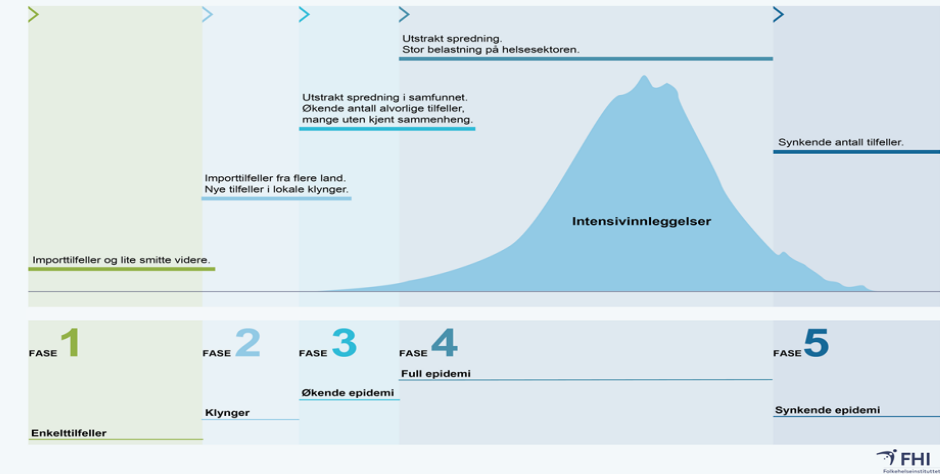 Utstrakt spredning.
Stor belastning på helsesektoren.
Utstrakt spredning i samfunnet.
Økende antall alvorlige tilfeller,
mange uten kjent sammenheng.
Synkende antall tilfeller.
Importtilfeller fra flere land.
Nye tilfeller i lokale klynger.
Intensivinnleggelser
Importtilfeller og lite smitte videre.
FASE 1
Enkelttilfeller
FASE 2
Klynger
FASE 3
Økende epidemi
FASE 4
Full epidemi
FASE 5
Synkende epidemi
FHI
Folkehelseinstituttet